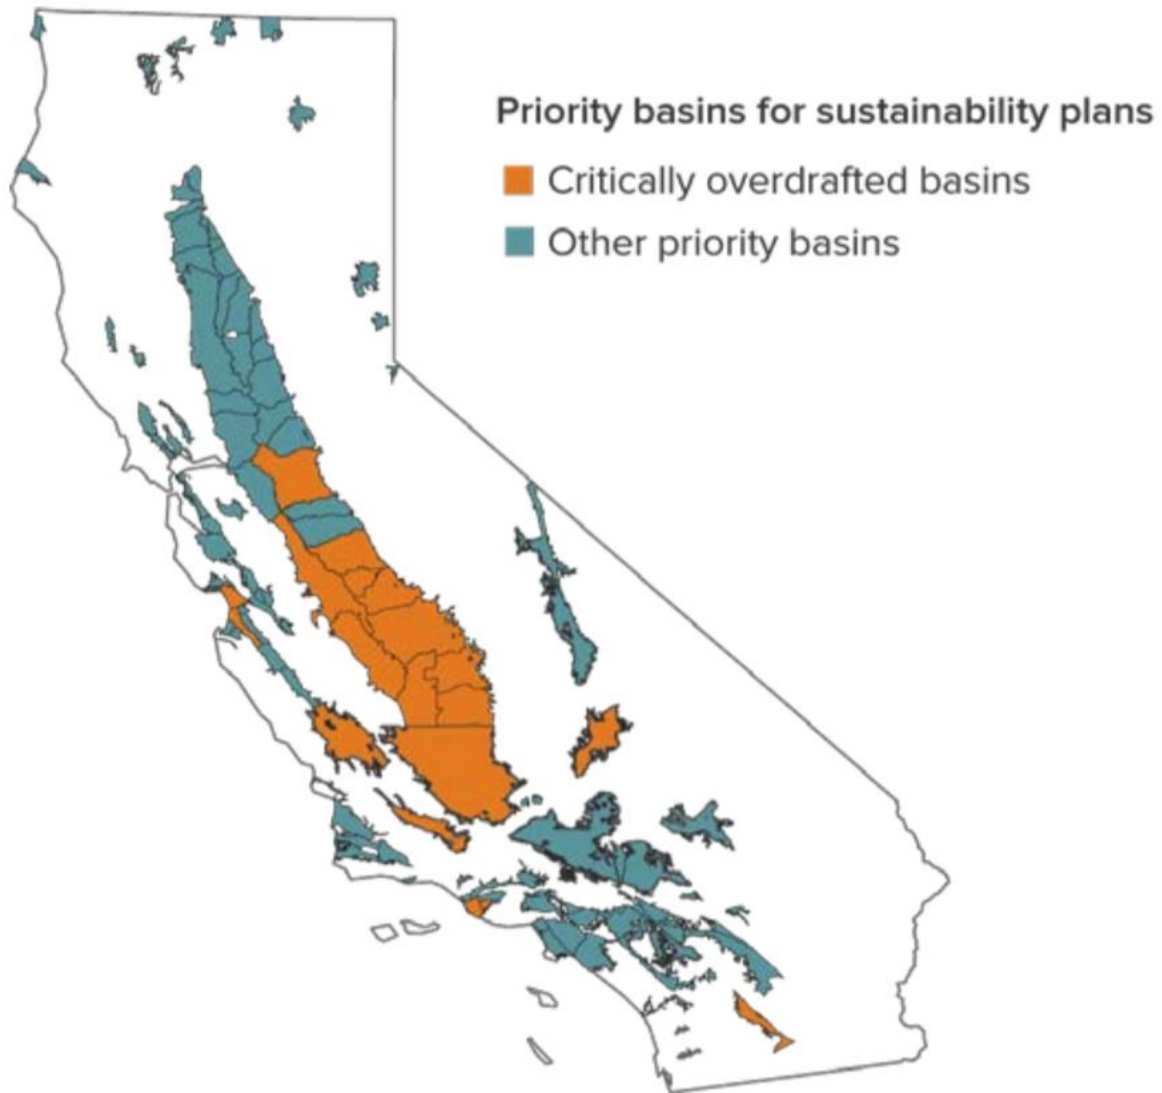 Priority basins for sustainability plans
Critically overdrafted basins
Other priority basins